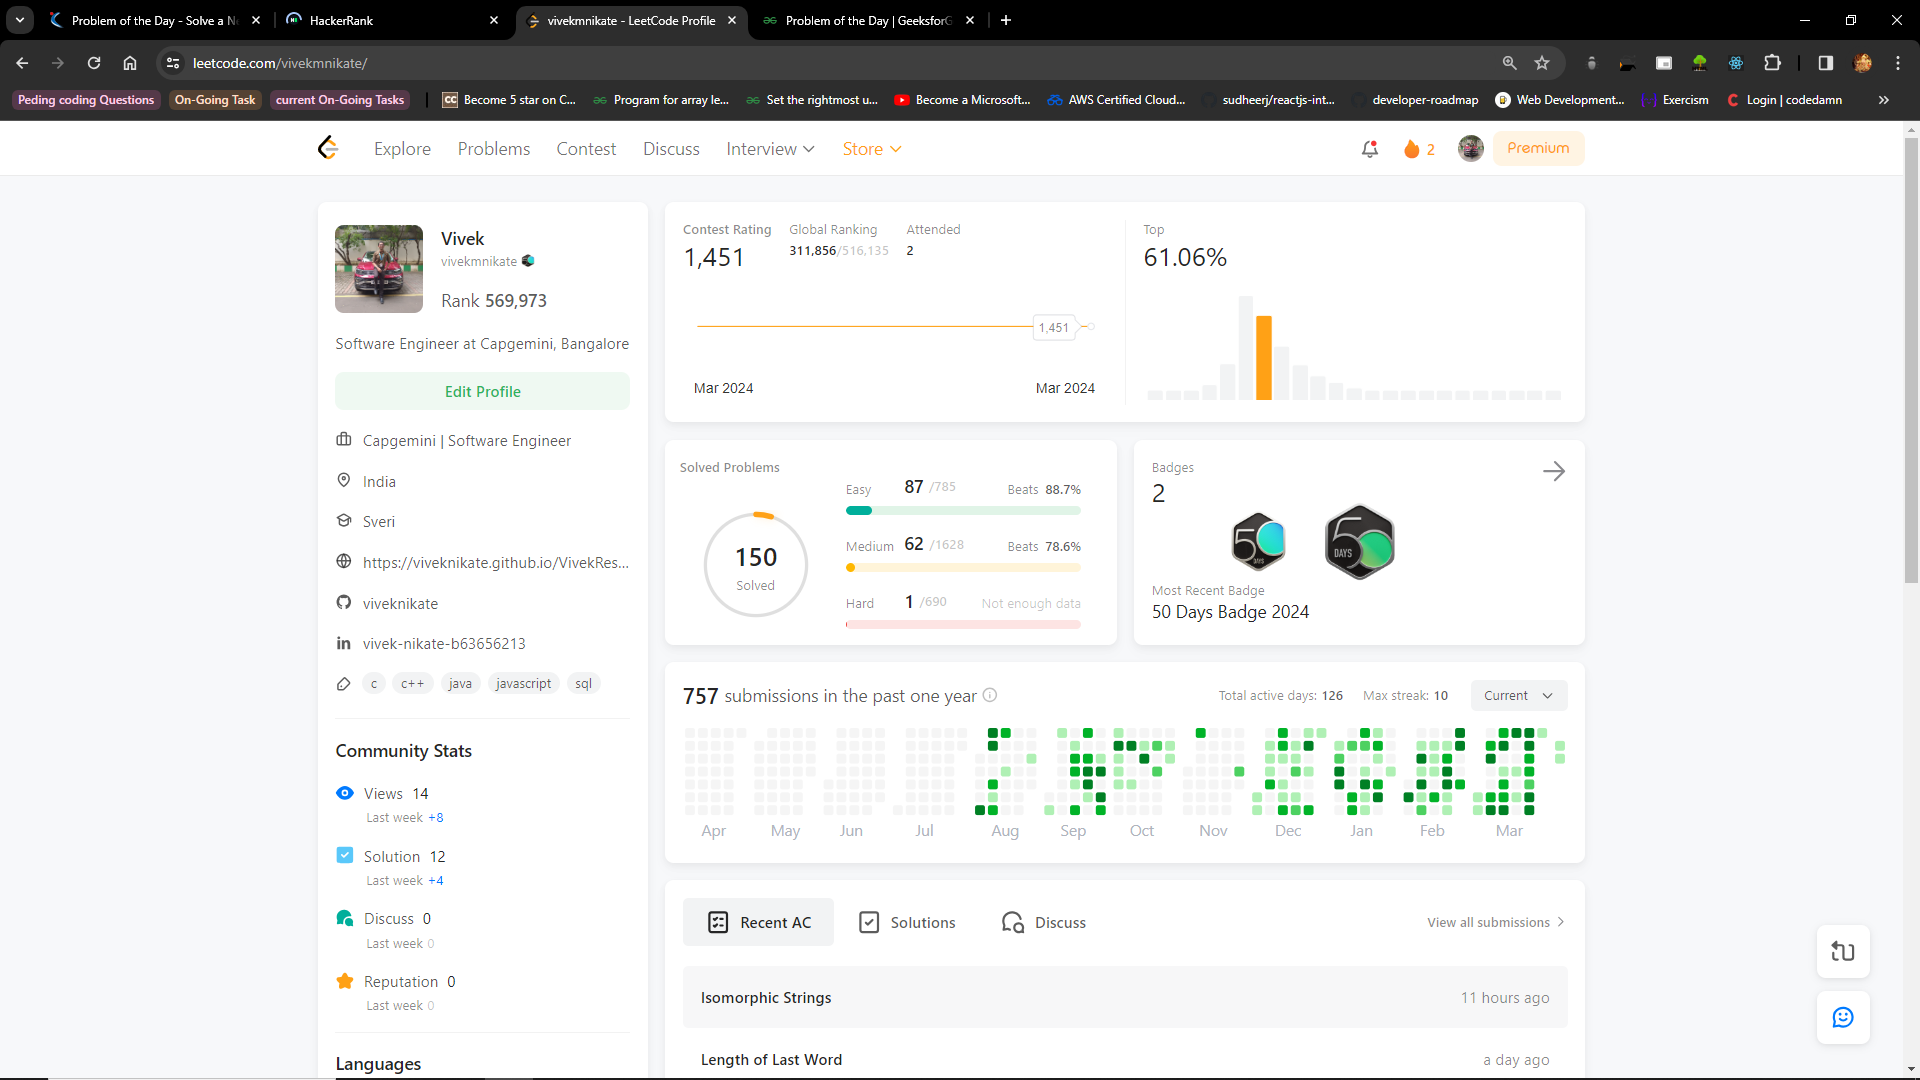 Problem of the Day - Solve a N
HackerRank
vivekmnikate - LeetCode Profile
Problem of the Day | GeeksforG
leetcode.com/vivekmnikate/
Peding coding Questions
On-Going Task
current On-Going Tasks
CC Become 5 star on C...
Program for array le...
Set the rightmost u...
Become a Microsoft...
AWS Certified Cloud...
sudheerj/reactjs-int...
developer-roadmap
Web Development...
Exercism
Login | codedamn
Explore
Problems
Contest
Discuss
Interview
Store
2
Premium
Vivek
vivekmnikate
Rank 569,973
Software Engineer at Capgemini, Bangalore
Edit Profile
Capgemini | Software Engineer
India
Sveri
https://viveknikate.github.io/VivekRes...
viveknikate
vivek-nikate-b63656213
c
c++
java
javascript
sql
Community Stats
Views 14
Last week +8
Solution 12
Last week +4
Discuss 0
Last week 0
Reputation 0
Last week 0
Languages
Contest Rating
1,451
Global Ranking
311,856/516,135
Attended
2
1,451
Mar 2024
Mar 2024
Top
61.06%
Solved Problems
150
Solved
Easy 87 /785 Beats 88.7%
Medium 62 /1628 Beats 78.6%
Hard 1 /690 Not enough data
Badges
2
50 DAYS
50 DAYS
Most Recent Badge
50 Days Badge 2024
757 submissions in the past one year
Total active days: 126
Max streak: 10
Current
Apr May Jun Jul Aug Sep Oct Nov Dec Jan Feb Mar
Recent AC
Solutions
Discuss
View all submissions
Isomorphic Strings 11 hours ago
Length of Last Word a day ago